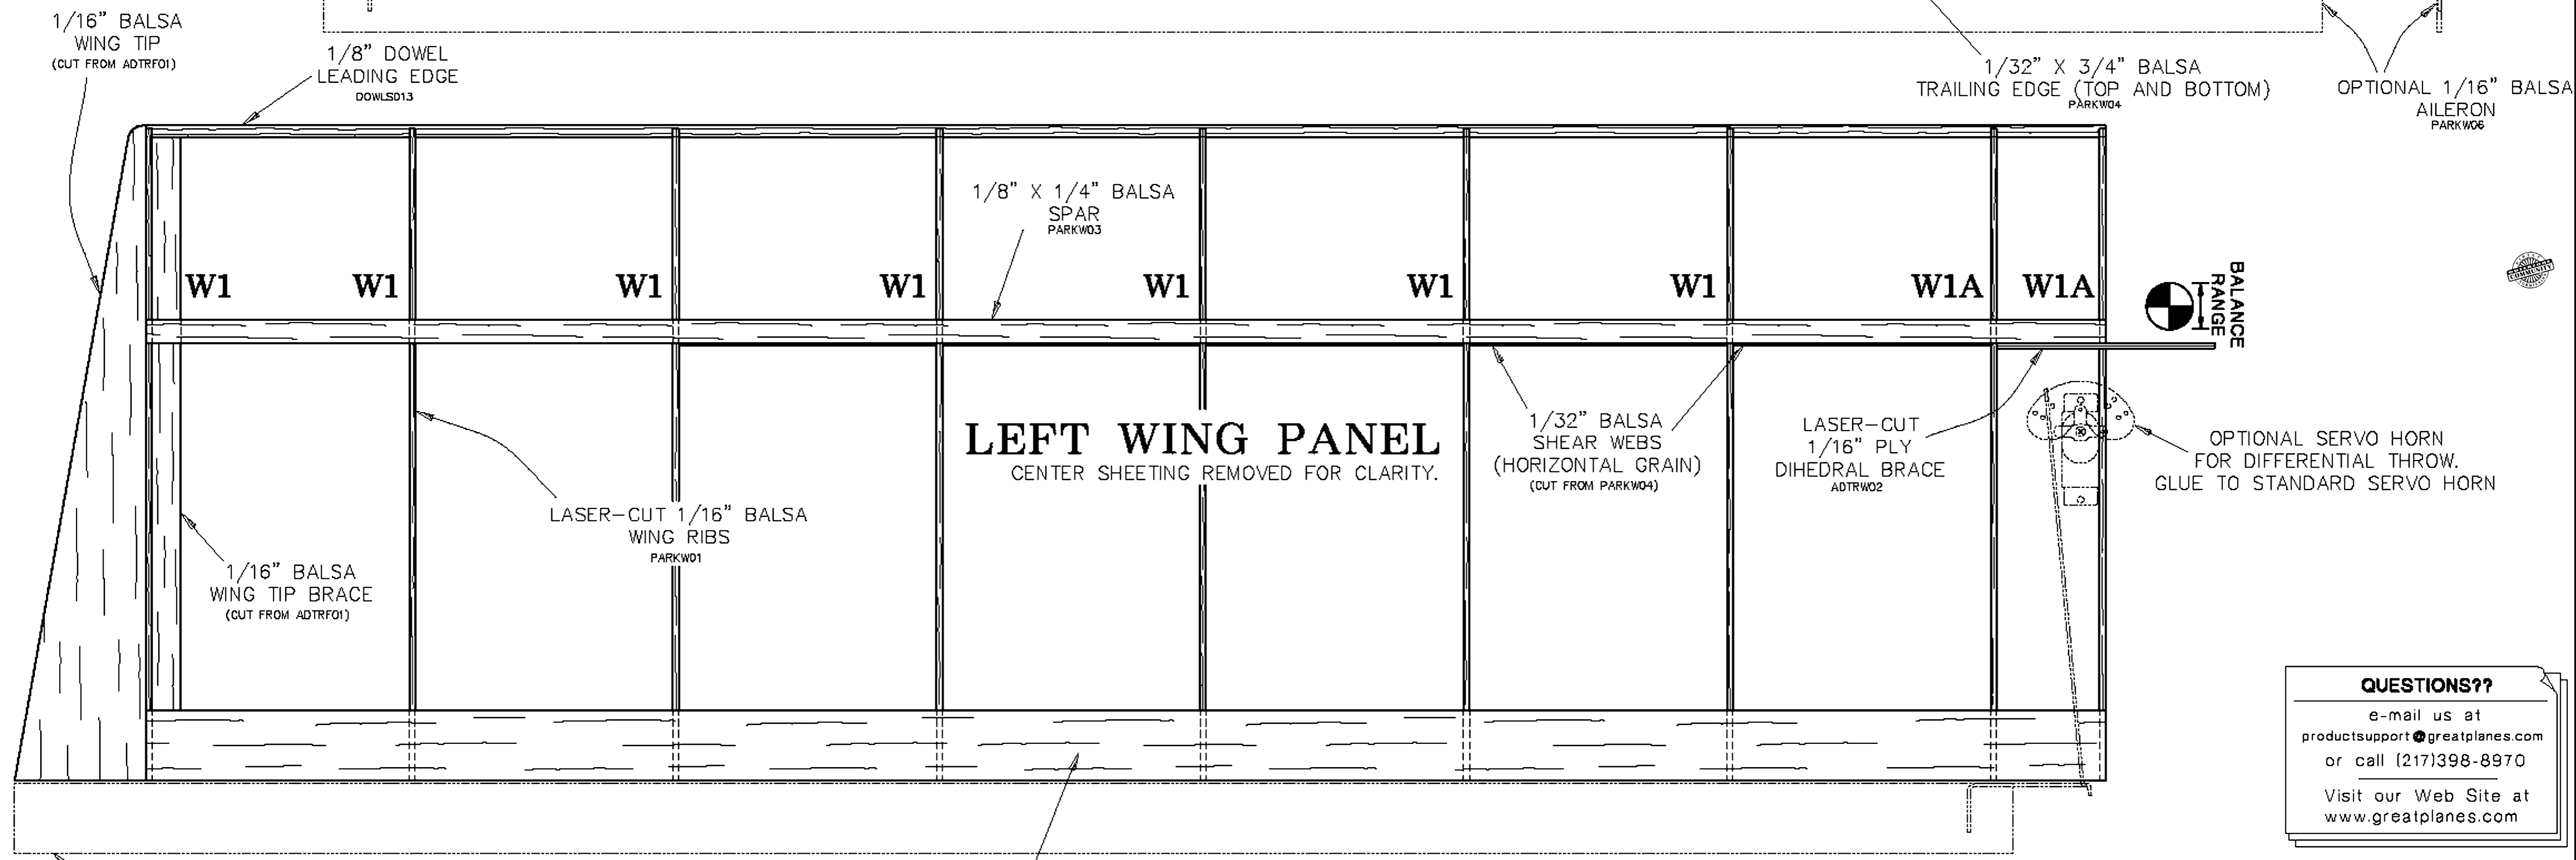 1/16" BALSA
WING TIP
(CUT FROM ADTRF01)
1/8" DOWEL
LEADING EDGE
DOWLSD13
1/32" X 3/4" BALSA
TRAILING EDGE (TOP AND BOTTOM)
PARKW04
OPTIONAL 1/16" BALSA
AILERON
PARKW06
1/8" X 1/4" BALSA
SPAR
PARKW03
W1 W1 W1 W1 W1 W1 W1 W1A W1A
BALANCE
RANGE
COMMUNITY
LEFT WING PANEL
CENTER SHEETING REMOVED FOR CLARITY.
1/32" BALSA
SHEAR WEBS
(HORIZONTAL GRAIN)
(CUT FROM PARKW04)
LASER-CUT
1/16" PLY
DIHEDRAL BRACE
ADTRW02
OPTIONAL SERVO HORN
FOR DIFFERENTIAL THROW.
GLUE TO STANDARD SERVO HORN
LASER-CUT 1/16" BALSA
WING RIBS
PARKW01
1/16" BALSA
WING TIP BRACE
(CUT FROM ADTRF01)
QUESTIONS??
e-mail us at
productsupport@greatplanes.com
or call (217)398-8970
Visit our Web Site at
www.greatplanes.com